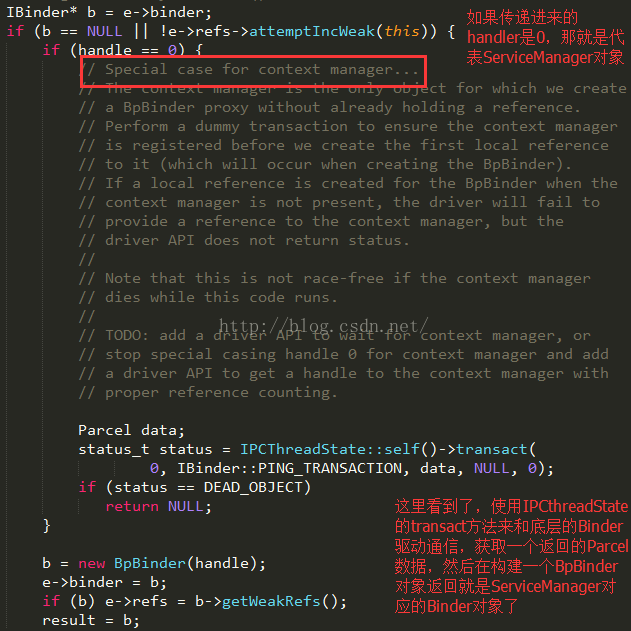 IBinder* b = e->binder;
if (b == NULL || !e->refs->attemptIncWeak(this)) {
if (handle == 0) {
// Special case for context manager...
// The context manager is the only object for which we create
// a BpBinder proxy without already holding a reference.
// Perform a dummy transaction to ensure the context manager
// is registered before we create the first local reference
// to it (which will occur when creating the BpBinder).
// If a local reference is created for the BpBinder when the
// context manager is not present, the driver will fail to
// provide a reference to the context manager, but the
// driver API does not return status.
//
// Note that this is not race-free if the context manager
// dies while this code runs.
//
// TODO: add a driver API to wait for context manager, or
// stop special casing handle 0 for context manager and add
// a driver API to get a handle to the context manager with
// proper reference counting.
Parcel data;
status_t status = IPCThreadState::self()->transact(
0, IBinder::PING_TRANSACTION, data, NULL, 0);
if (status == DEAD_OBJECT)
return NULL;
}
b = new BpBinder(handle);
e->binder = b;
if (b) e->refs = b->getWeakRefs();
result = b;
如果传递进来的
handler是0，那就是代
表ServiceManager对象
http://blog.csdn.net/
这里看到了，使用IPCthreadState
的transact方法来和底层的Binder
驱动通信，获取一个返回的Parcel
数据，然后在构建一个BpBinder
对象返回就是ServiceManager对
应的Binder对象了